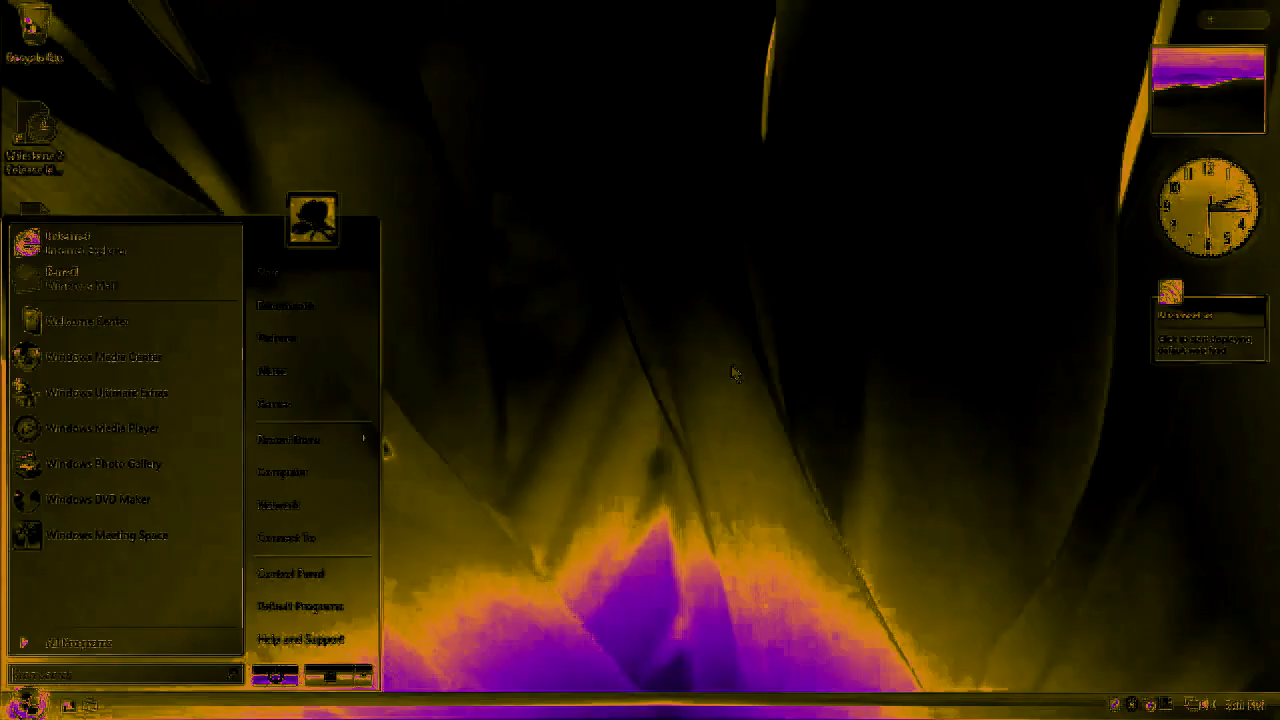 Recycle Bin
Internet
Internet Explorer
E-mail
Windows Mail
Welcome Center
Windows Media Center
Windows Ultimate Extras
Windows Media Player
Windows Photo Gallery
Windows DVD Maker
Windows Meeting Space
All Programs
Documents
Pictures
Music
Games
Recent Items
Computer
Network
Connect To
Control Panel
Default Programs
Help and Support